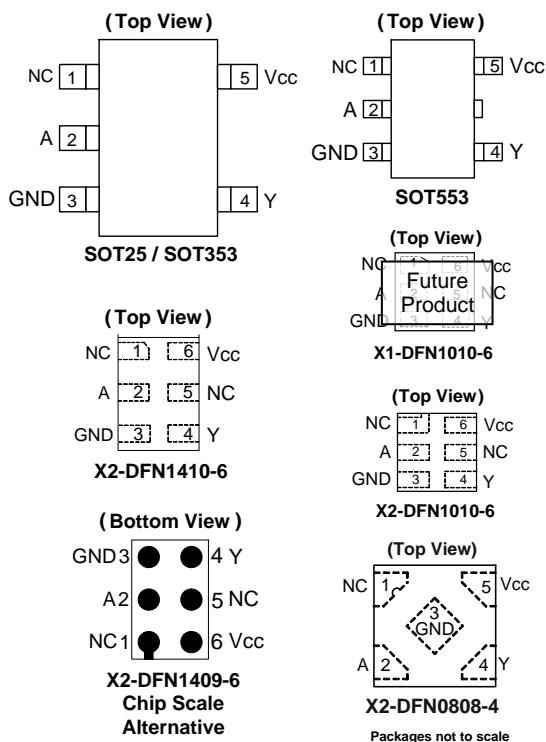 (Top View)
NC 1 5 Vcc
A 2
GND 3 4 Y
SOT25 / SOT353
(Top View)
NC 1 5 Vcc
A 2
GND 3 4 Y
SOT553
(Top View)
NC 1 6 Vcc
A 2 5 NC
GND 3 4 Y
Future
Product
X1-DFN1010-6
(Top View)
NC 1 6 Vcc
A 2 5 NC
GND 3 4 Y
X2-DFN1410-6
(Top View)
NC 1 6 Vcc
A 2 5 NC
GND 3 4 Y
X2-DFN1010-6
(Bottom View)
GND 3 4 Y
A 2 5 NC
NC 1 6 Vcc
X2-DFN1409-6
Chip Scale
Alternative
(Top View)
NC 1 5 Vcc
3
GND
A 2 4 Y
X2-DFN0808-4
Packages not to scale